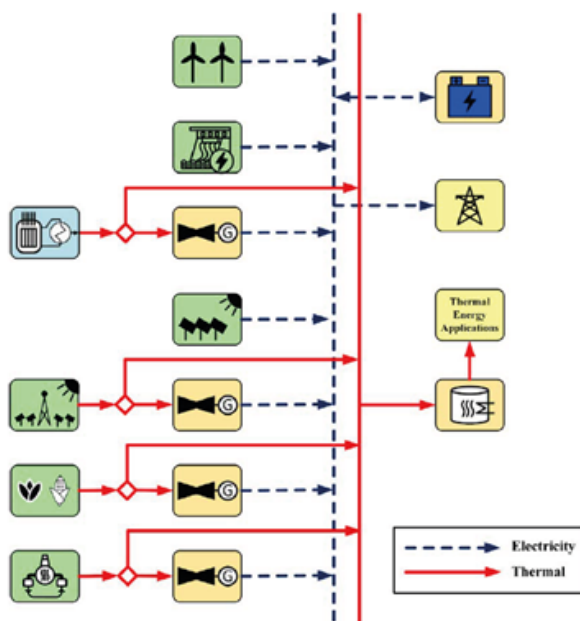 G
Thermal
Energy
Applications
G
G
G
Electricity
Thermal